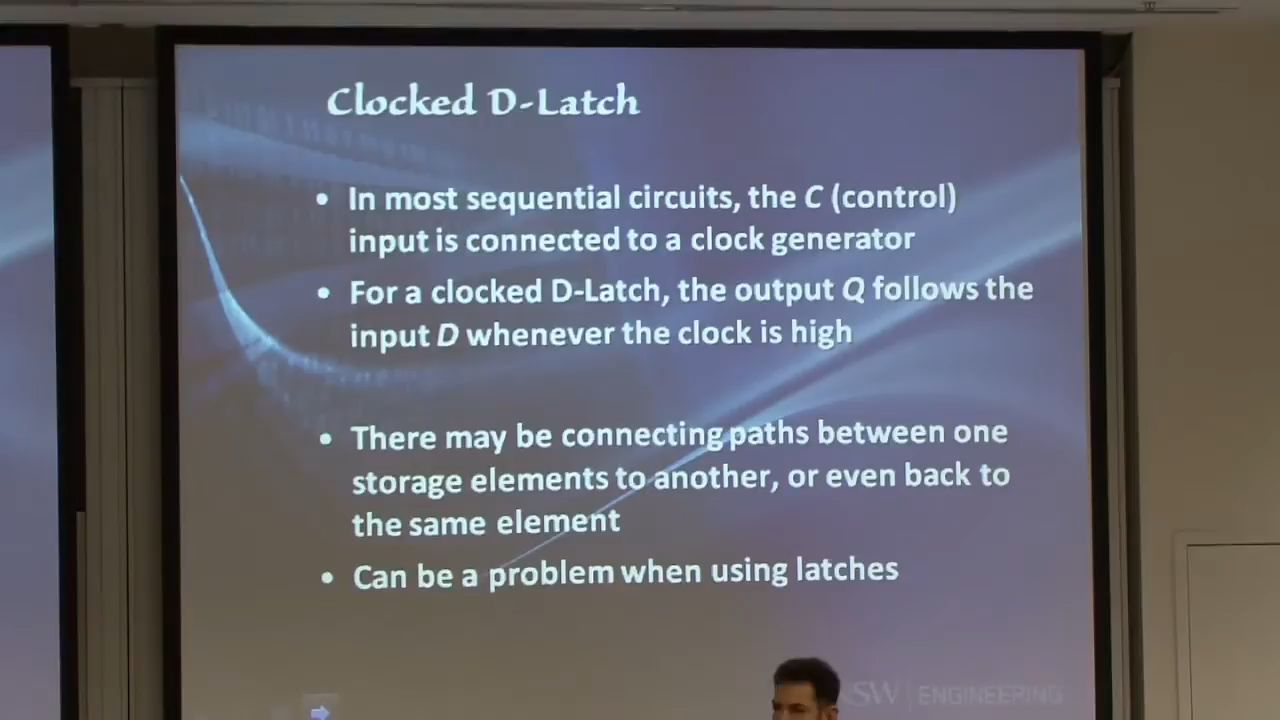 Clocked D-Latch
• In most sequential circuits, the C (control)
input is connected to a clock generator
• For a clocked D-Latch, the output Q follows the
input D whenever the clock is high
• There may be connecting paths between one
storage elements to another, or even back to
the same element
• Can be a problem when using latches
SW | ENGINEERING